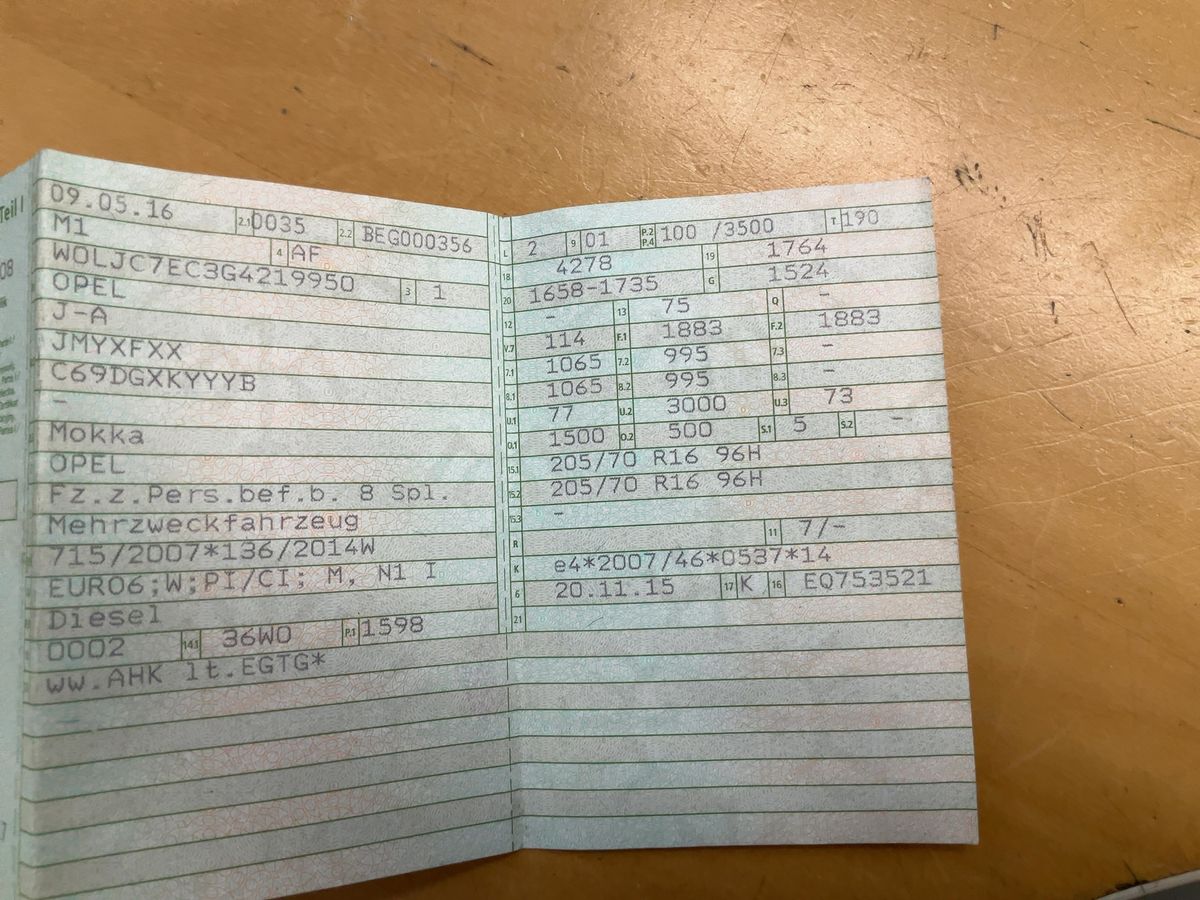 Teil I
08
09.05.16 2.1 0035 2.2 BEG000356
M1 4 AF
W0LJC7EC3G4219950 3 1
OPEL
J-A
JMYXFXX
C69DGXKYYYB
-
Mokka
OPEL
Fz.z.Pers.bef.b. 8 Spl.
Mehrzweckfahrzeug
715/2007*136/2014W
EURO6;W;PI/CI; M, N1 I
Diesel
0002 14.1 36W0 P.1 1598
ww.AHK lt.EGTG*
L 2 9 01 P.2 P.4 100 /3500 T 190
18 4278 19 1764
20 1658-1735 G 1524
12 - 13 75 Q -
V.7 114 F.1 1883 F.2 1883
7.1 1065 7.2 995 7.3 -
8.1 1065 8.2 995 8.3 -
U.1 77 U.2 3000 U.3 73
O.1 1500 O.2 500 S.1 5 S.2 -
15.1 205/70 R16 96H
15.2 205/70 R16 96H
15.3 -
R 11 7/-
K e4*2007/46*0537*14
6 20.11.15 17 K 16 EQ753521
21